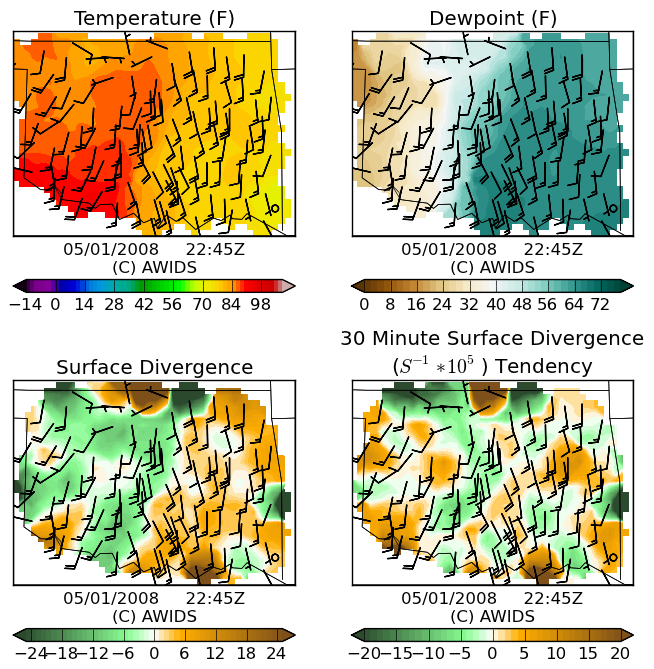 Temperature (F)
Dewpoint (F)
05/01/2008 22:45Z
(C) AWIDS
05/01/2008 22:45Z
(C) AWIDS
−14 0 14 28 42 56 70 84 98
0 8 16 24 32 40 48 56 64 72
Surface Divergence
30 Minute Surface Divergence
(S⁻¹ *10⁵ ) Tendency
05/01/2008 22:45Z
(C) AWIDS
05/01/2008 22:45Z
(C) AWIDS
−24−18−12 −6 0 6 12 18 24
−20−15−10 −5 0 5 10 15 20